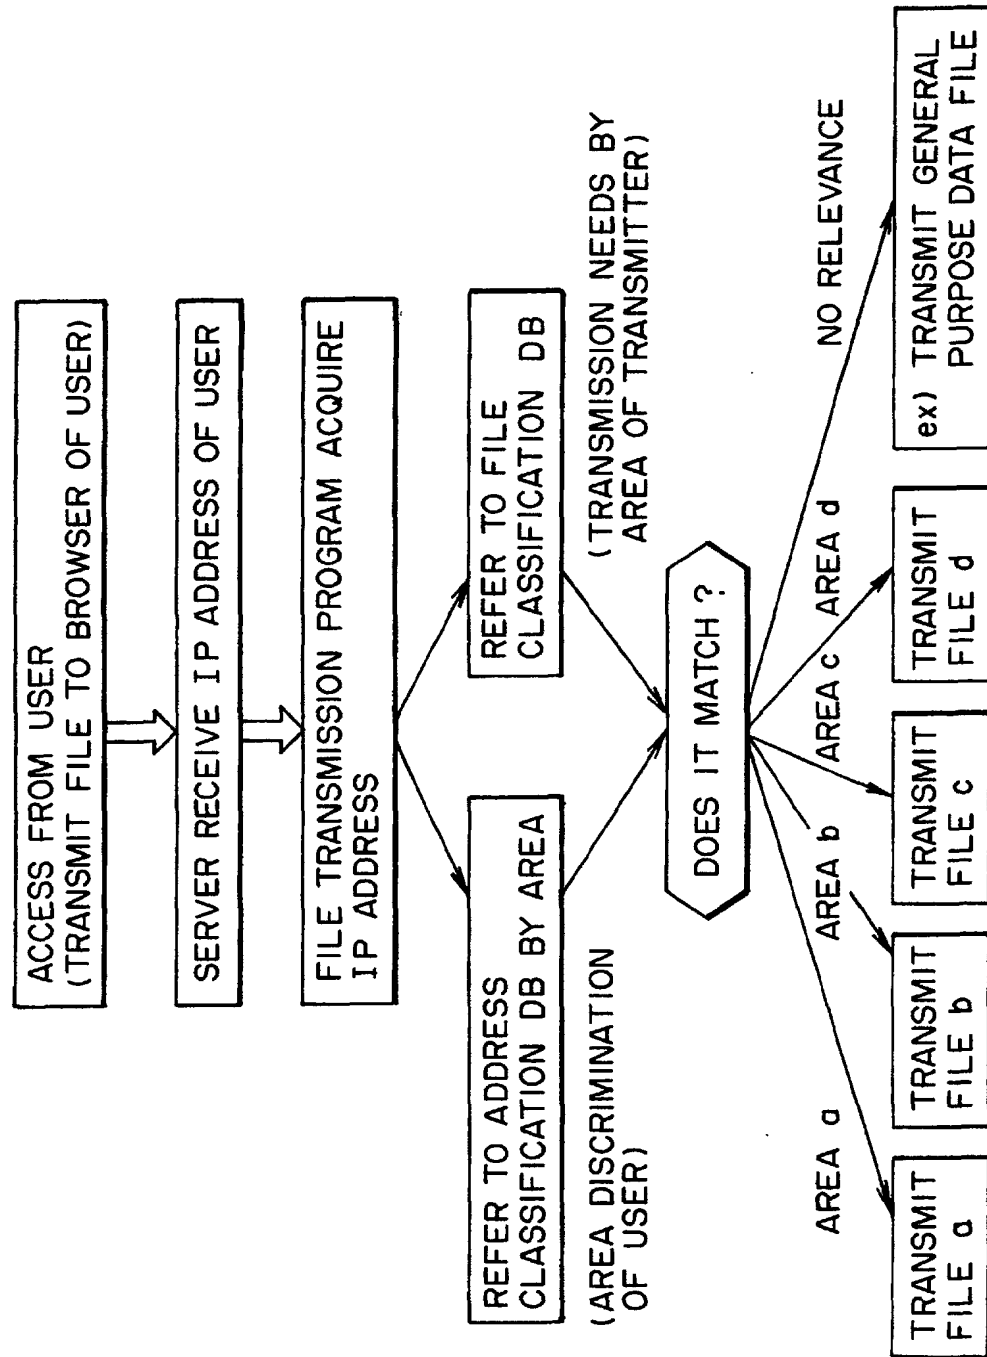 ACCESS FROM USER
(TRANSMIT FILE TO BROWSER OF USER)
SERVER RECEIVE IP ADDRESS OF USER
FILE TRANSMISSION PROGRAM ACQUIRE
IP ADDRESS
REFER TO ADDRESS
CLASSIFICATION DB BY AREA
(AREA DISCRIMINATION
OF USER)
REFER TO FILE
CLASSIFICATION DB
(TRANSMISSION NEEDS BY
AREA OF TRANSMITTER)
DOES IT MATCH ?
AREA a
AREA b
AREA c
AREA d
NO RELEVANCE
TRANSMIT
FILE a
TRANSMIT
FILE b
TRANSMIT
FILE c
TRANSMIT
FILE d
ex) TRANSMIT GENERAL
PURPOSE DATA FILE